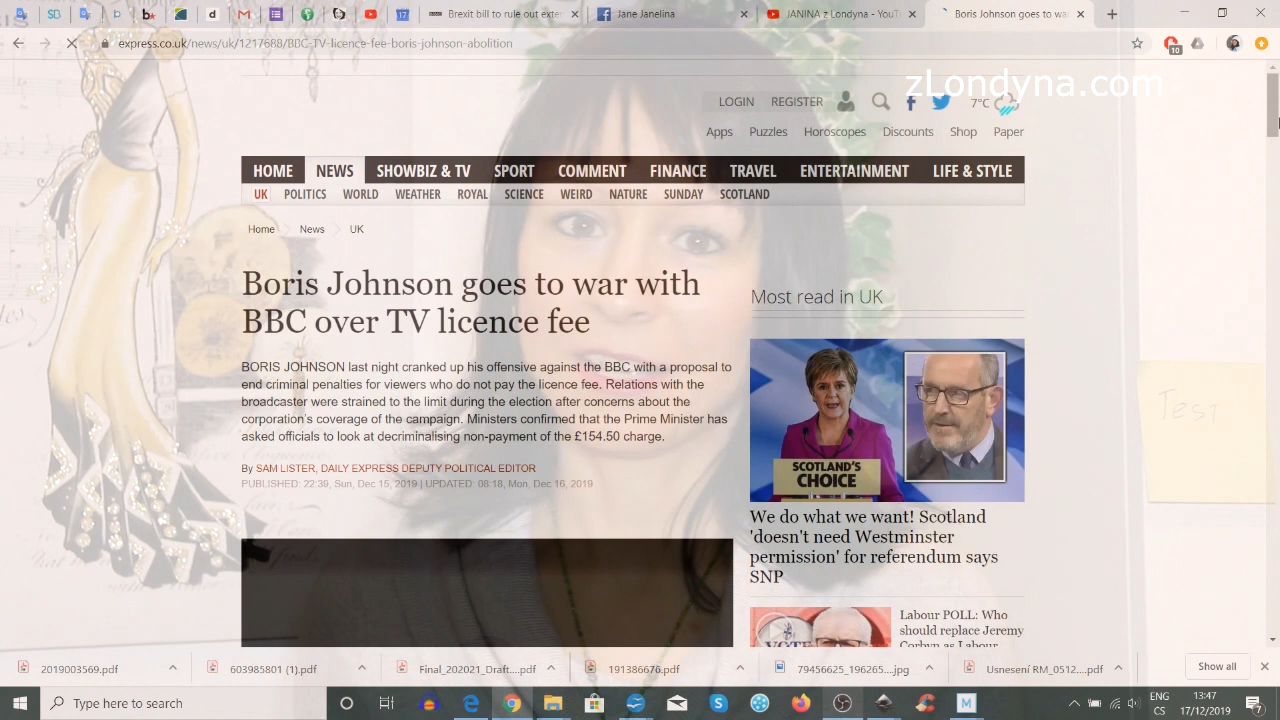 Brexit bill to rule out exte
Jane Janelina
JANINA z Londyna - YouT
Boris Johnson goes to wa
express.co.uk/news/uk/1217688/BBC-TV-licence-fee-boris-johnson-abolition
10
zLondyna.com
LOGIN REGISTER 7°C
Apps Puzzles Horoscopes Discounts Shop Paper
HOME NEWS SHOWBIZ & TV SPORT COMMENT FINANCE TRAVEL ENTERTAINMENT LIFE & STYLE
UK POLITICS WORLD WEATHER ROYAL SCIENCE WEIRD NATURE SUNDAY SCOTLAND
Home News UK
Boris Johnson goes to war with
BBC over TV licence fee
BORIS JOHNSON last night cranked up his offensive against the BBC with a proposal to
end criminal penalties for viewers who do not pay the licence fee. Relations with the
broadcaster were strained to the limit during the election after concerns about the
corporation's coverage of the campaign. Ministers confirmed that the Prime Minister has
asked officials to look at decriminalising non-payment of the £154.50 charge.
By SAM LISTER, DAILY EXPRESS DEPUTY POLITICAL EDITOR
PUBLISHED: 22:39, Sun, Dec 15, 2019 | UPDATED: 08:18, Mon, Dec 16, 2019
Most read in UK
SCOTLAND'S
CHOICE
We do what we want! Scotland
'doesn't need Westminster
permission' for referendum says
SNP
Labour POLL: Who
should replace Jeremy
Corbyn as Labour
VOTE
TEST
2019003569.pdf
603985801 (1).pdf
Final_202021_Draft....pdf
191386676.pdf
79456625_196265....jpg
Usnesení RM_0512....pdf
Show all
Type here to search
ENG
CS
13:47
17/12/2019
7